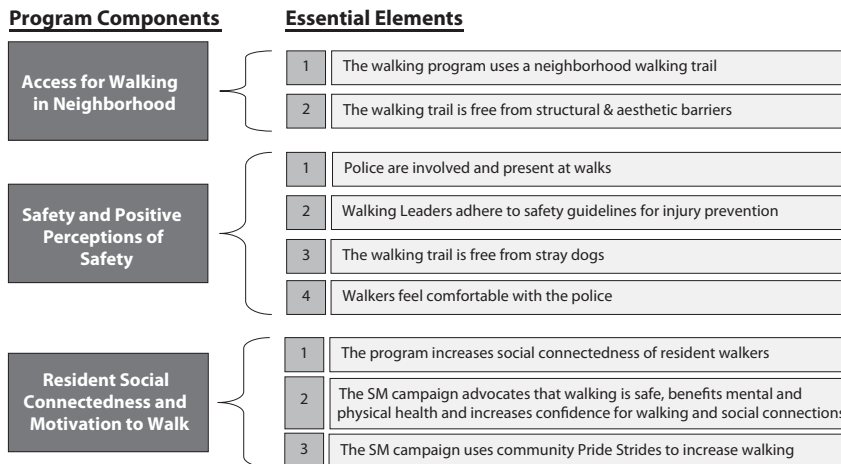 Program Components
Essential Elements
Access for Walking
in Neighborhood
1
The walking program uses a neighborhood walking trail
2
The walking trail is free from structural & aesthetic barriers
Safety and Positive
Perceptions of
Safety
1
Police are involved and present at walks
2
Walking Leaders adhere to safety guidelines for injury prevention
3
The walking trail is free from stray dogs
4
Walkers feel comfortable with the police
Resident Social
Connectedness and
Motivation to Walk
1
The program increases social connectedness of resident walkers
2
The SM campaign advocates that walking is safe, benefits mental and
physical health and increases confidence for walking and social connections
3
The SM campaign uses community Pride Strides to increase walking